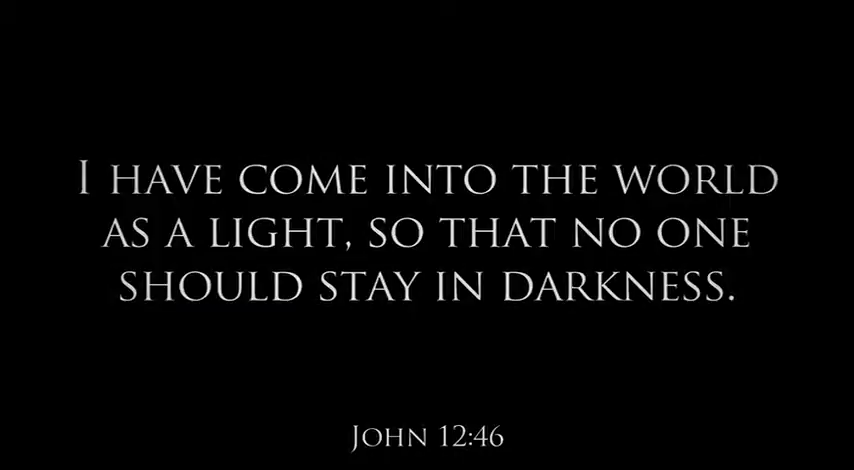 I HAVE COME INTO THE WORLD
AS A LIGHT, SO THAT NO ONE
SHOULD STAY IN DARKNESS.
JOHN 12:46